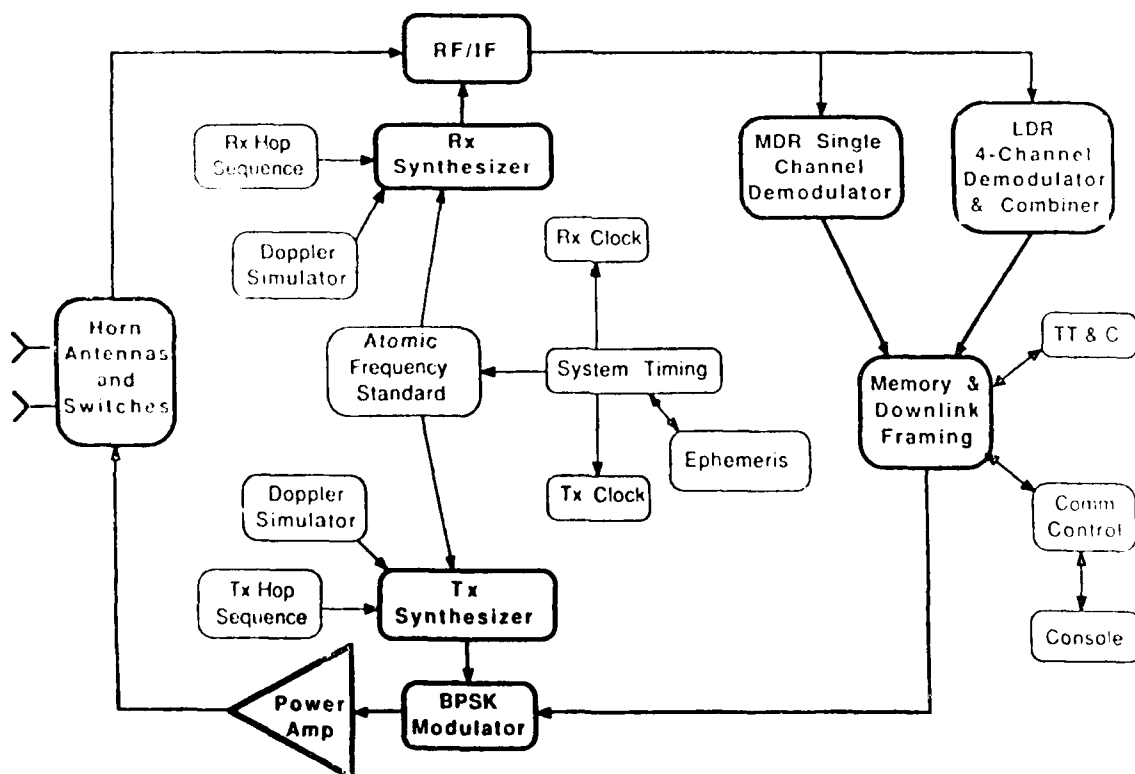 RF/IF
Rx Hop
Sequence
Rx
Synthesizer
MDR Single
Channel
Demodulator
LDR
4-Channel
Demodulator
& Combiner
Doppler
Simulator
Rx Clock
Horn
Antennas
and
Switches
Atomic
Frequency
Standard
System Timing
TT & C
Memory &
Downlink
Framing
Ephemeris
Tx Clock
Doppler
Simulator
Comm
Control
Tx Hop
Sequence
Tx
Synthesizer
Console
Power
Amp
BPSK
Modulator